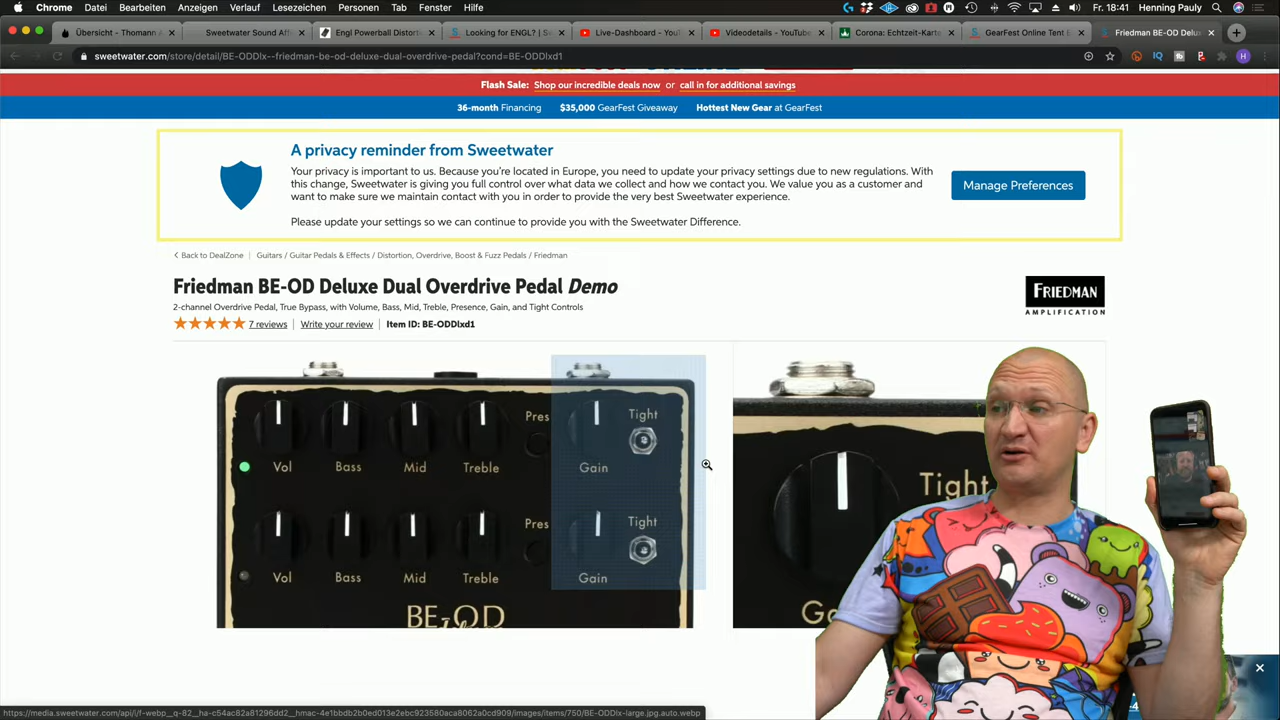 Chrome Datei Bearbeiten Anzeigen Verlauf Lesezeichen Personen Tab Fenster Hilfe Fr. 18:41 Henning Pauly
Übersicht - Thomann A
Sweetwater Sound Affi
Engl Powerball Distort
Looking for ENGL? | S
Live-Dashboard - You
Videodetails - YouTube
Corona: Echtzeit-Karte
GearFest Online Tent E
Friedman BE-OD Delu
sweetwater.com/store/detail/BE-ODDlx--friedman-be-od-deluxe-dual-overdrive-pedal?cond=BE-ODDlxd1
Flash Sale: Shop our incredible deals now or call in for additional savings
36-month Financing $35,000 GearFest Giveaway Hottest New Gear at GearFest
A privacy reminder from Sweetwater
Your privacy is important to us. Because you're located in Europe, you need to update your privacy settings due to new regulations. With
this change, Sweetwater is giving you full control over what data we collect and how we contact you. We value you as a customer and
want to make sure we maintain contact with you in order to provide the very best Sweetwater experience.
Please update your settings so we can continue to provide you with the Sweetwater Difference.
Manage Preferences
Back to DealZone | Guitars / Guitar Pedals & Effects / Distortion, Overdrive, Boost & Fuzz Pedals / Friedman
Friedman BE-OD Deluxe Dual Overdrive Pedal Demo
2-channel Overdrive Pedal, True Bypass, with Volume, Bass, Mid, Treble, Presence, Gain, and Tight Controls
7 reviews | Write your review | Item ID: BE-ODDlxd1
FRIEDMAN
AMPLIFICATION
Pres Tight
Vol Bass Mid Treble Gain
Pres Tight
Vol Bass Mid Treble Gain
BE-OD
Tight